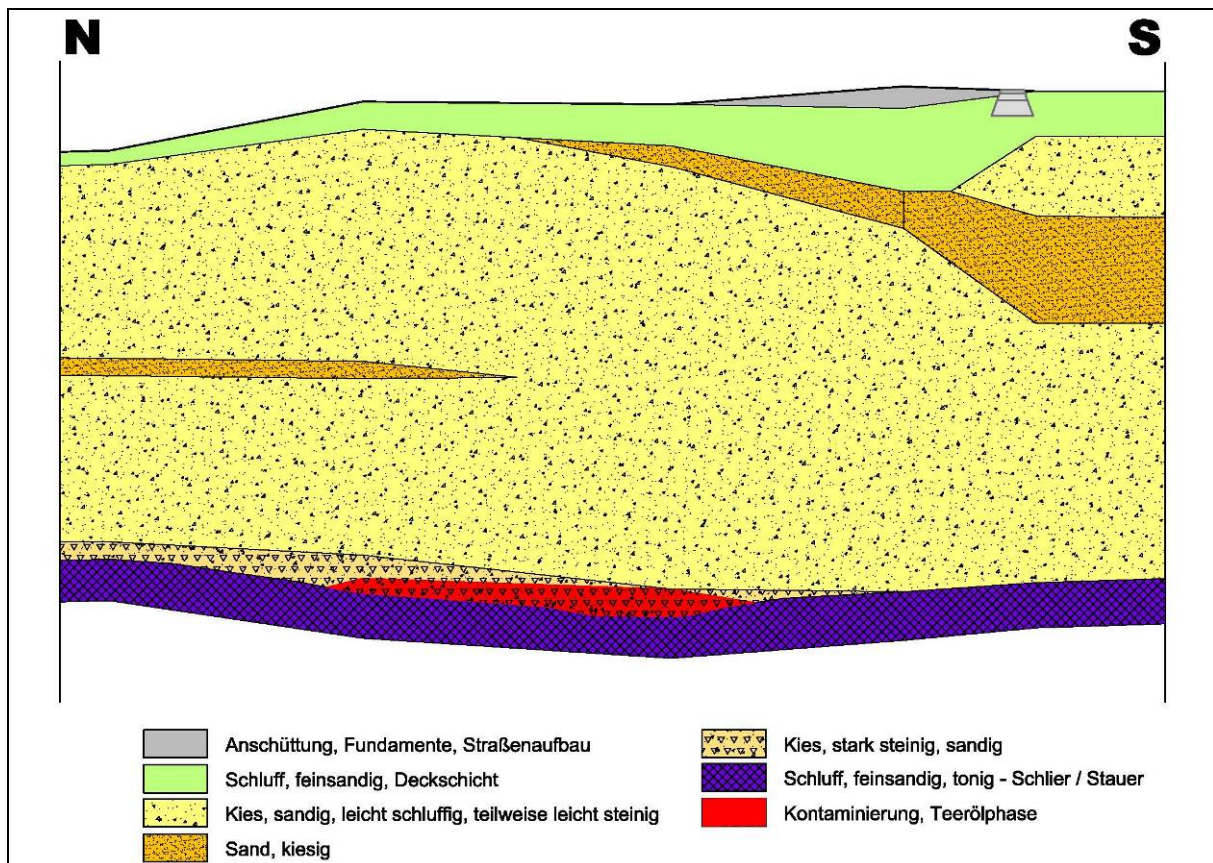 N
S
Anschüttung, Fundamente, Straßenaufbau
Schluff, feinsandig, Deckschicht
Kies, sandig, leicht schluffig, teilweise leicht steinig
Sand, kiesig
Kies, stark steinig, sandig
Schluff, feinsandig, tonig - Schlier / Stauer
Kontaminierung, Teerölphase